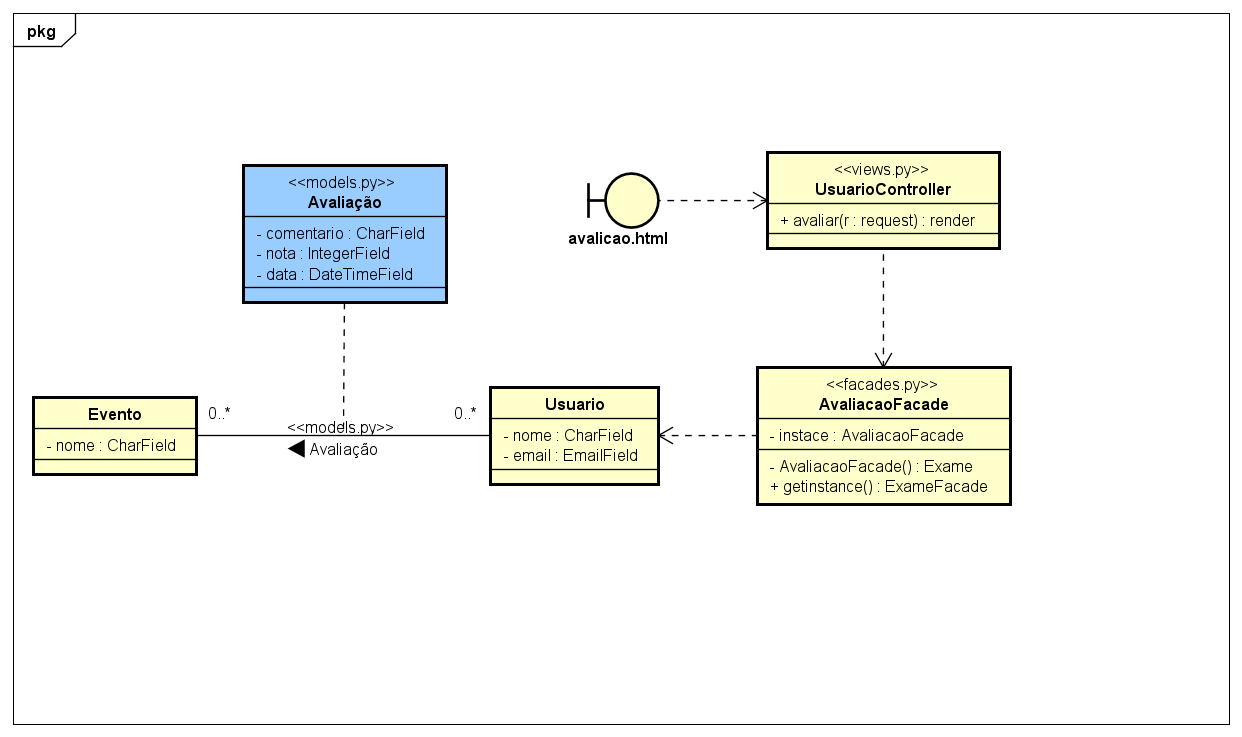 pkg
<<models.py>>
Avaliação
- comentario : CharField
- nota : IntegerField
- data : DateTimeField
avalicao.html
<<views.py>>
UsuarioController
+ avaliar(r : request) : render
Evento
- nome : CharField
0..*
<<models.py>>
Avaliação
0..*
Usuario
- nome : CharField
- email : EmailField
<<facades.py>>
AvaliacaoFacade
- instace : AvaliacaoFacade
- AvaliacaoFacade() : Exame
+ getinstance() : ExameFacade